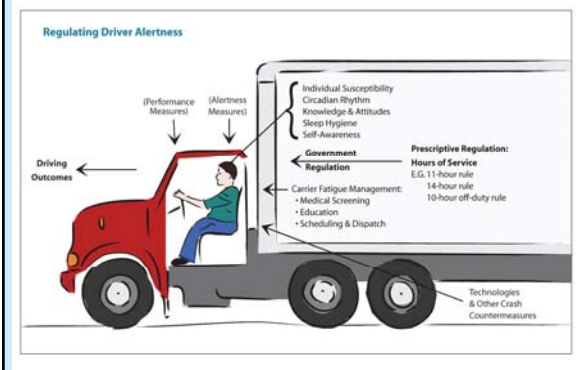 Regulating Driver Alertness
(Performance
Measures)
(Alertness
Measures)
Individual Susceptibility
Circadian Rhythm
Knowledge & Attitudes
Sleep Hygiene
Self-Awareness
Driving
Outcomes
Government
Regulation
Prescriptive Regulation:
Hours of Service
E.G. 11-hour rule
14-hour rule
10-hour off-duty rule
Carrier Fatigue Management:
• Medical Screening
• Education
• Scheduling & Dispatch
Technologies
& Other Crash
Countermeasures